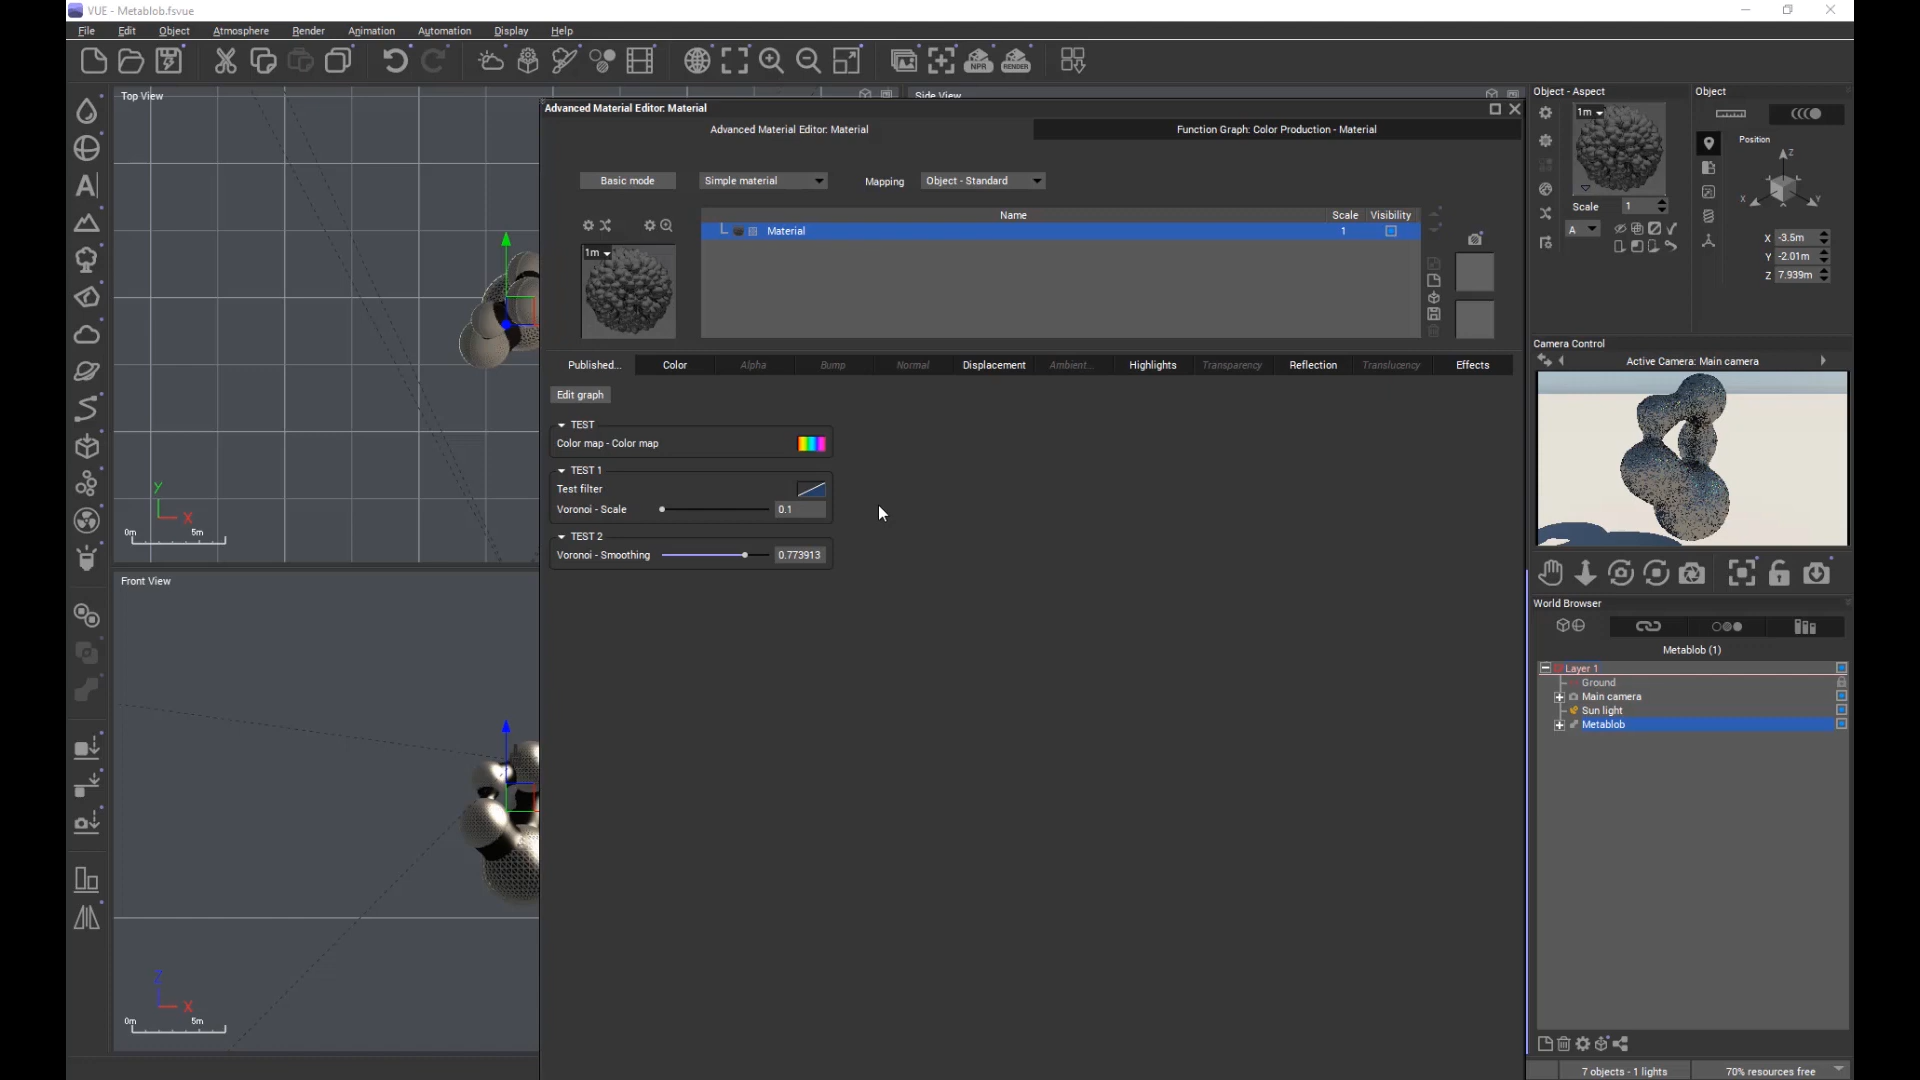 VUE - Metablob.fsvue
File Edit Object Atmosphere Render Animation Automation Display Help
NPR RENDER
Top View
Side View
Advanced Material Editor: Material
Advanced Material Editor: Material
Function Graph: Color Production - Material
Basic mode
Simple material
Mapping
Object - Standard
Name Scale Visibility
Material 1
1m
Published... Color Alpha Bump Normal Displacement Ambient... Highlights Transparency Reflection Translucency Effects
Edit graph
TEST
Color map - Color map
TEST 1
Test filter
Voronoi - Scale 0.1
TEST 2
Voronoi - Smoothing 0.773913
Y
X
0m 5m
Front View
Z
X
0m 5m
Object - Aspect
1m
Scale 1
A
Object
Position
Z
X Y
X -3.5m
Y -2.01m
Z 7.939m
Camera Control
Active Camera: Main camera
World Browser
Metablob (1)
Layer 1
Ground
Main camera
Sun light
Metablob
7 objects - 1 lights
70% resources free